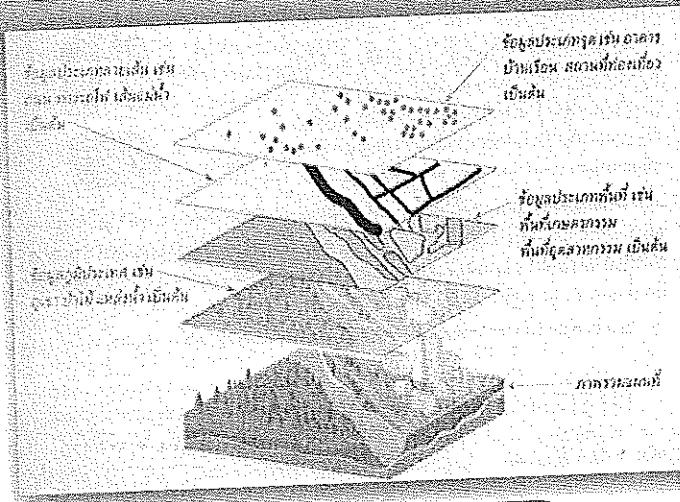 ข้อมูลประเภทลายเส้น เช่น
ถนน ทางรถไฟ เส้นแม่น้ำ
เป็นต้น
ข้อมูลประเภทจุด เช่น อาคาร
บ้านเรือน สถานที่ท่องเที่ยว
เป็นต้น
ข้อมูลประเภทพื้นที่ เช่น
พื้นที่เกษตรกรรม
พื้นที่อุตสาหกรรม เป็นต้น
ข้อมูลภูมิประเทศ เช่น
ภูเขา ป่าไม้ แหล่งน้ำ เป็นต้น
ภาพรวมแผนที่